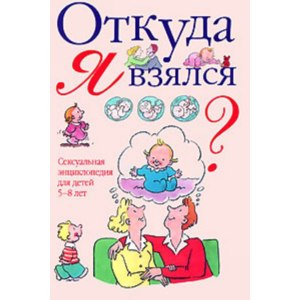 Откуда
я взялся
?
Сексуальная
энциклопедия
для детей
5-8 лет